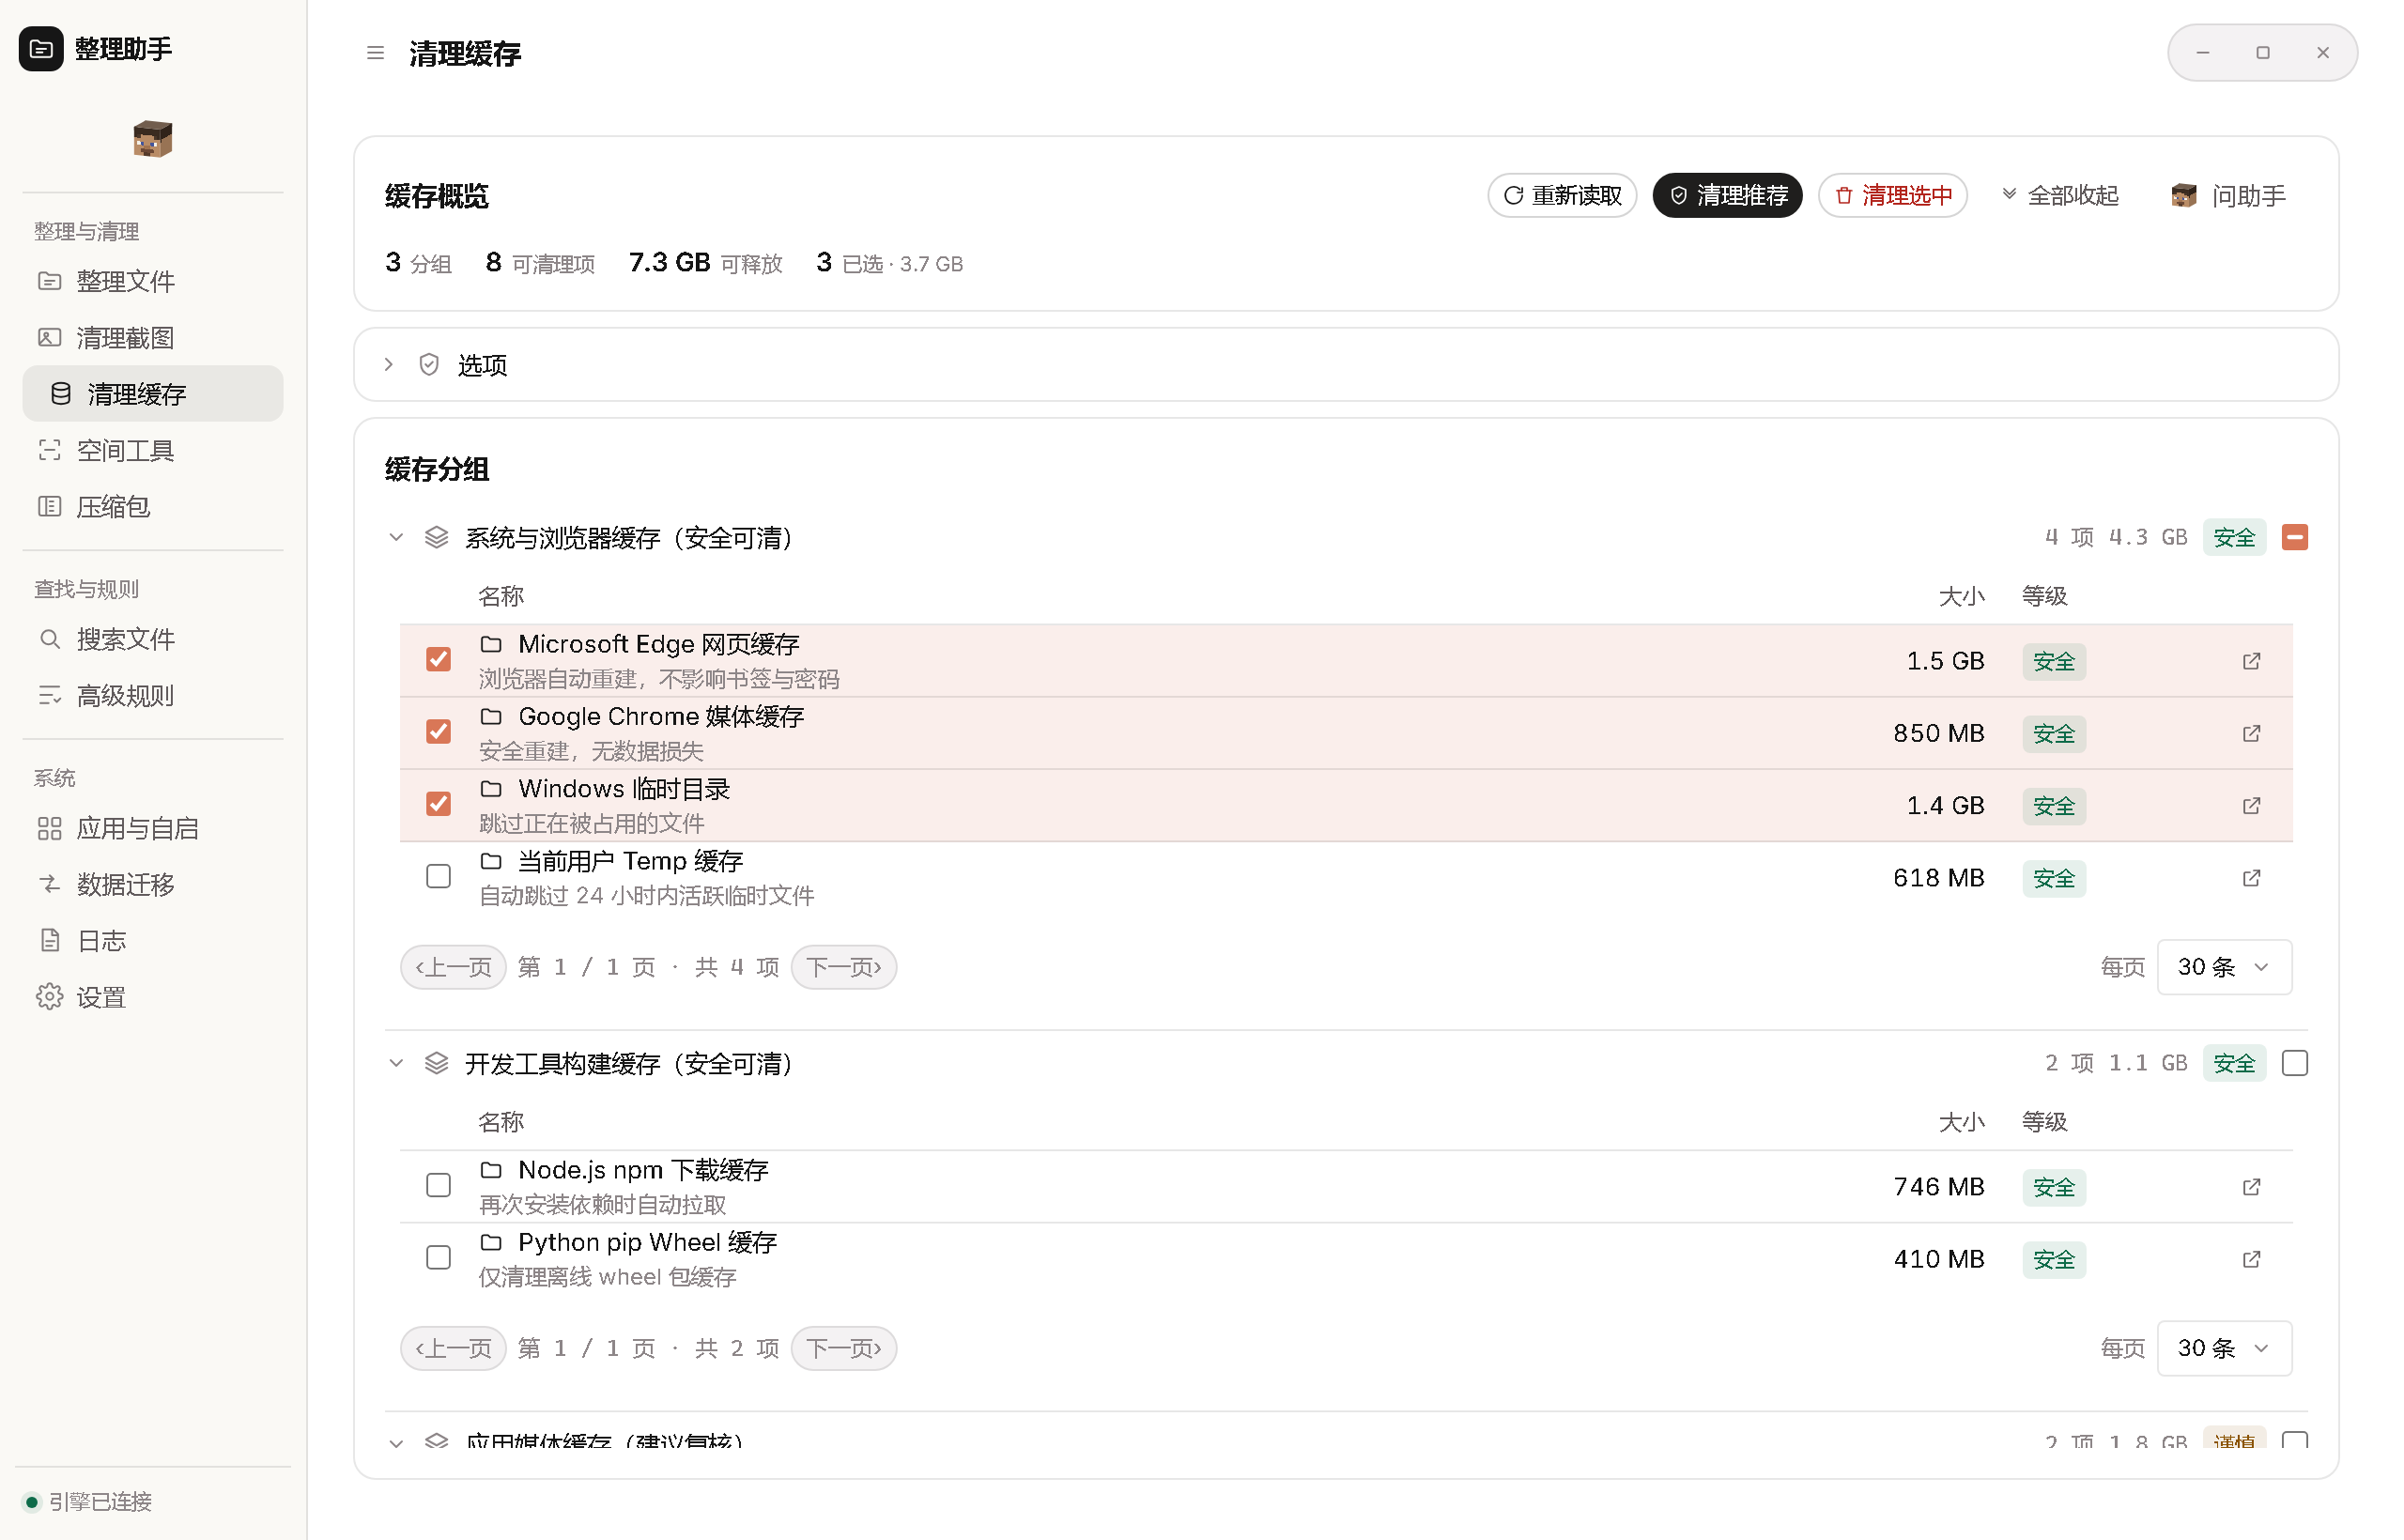 整理助手
整理与清理
整理文件
清理截图
清理缓存
空间工具
压缩包
查找与规则
搜索文件
高级规则
系统
应用与自启
数据迁移
日志
设置
引擎已连接
清理缓存
缓存概览
重新读取 清理推荐 清理选中 全部收起 问助手
3 分组 8 可清理项 7.3 GB 可释放 3 已选 · 3.7 GB
选项
缓存分组
系统与浏览器缓存（安全可清） 4 项 4.3 GB 安全
名称 大小 等级
Microsoft Edge 网页缓存 1.5 GB 安全
浏览器自动重建，不影响书签与密码
Google Chrome 媒体缓存 850 MB 安全
安全重建，无数据损失
Windows 临时目录 1.4 GB 安全
跳过正在被占用的文件
当前用户 Temp 缓存 618 MB 安全
自动跳过 24 小时内活跃临时文件
‹上一页 第 1 / 1 页 · 共 4 项 下一页› 每页 30 条
开发工具构建缓存（安全可清） 2 项 1.1 GB 安全
名称 大小 等级
Node.js npm 下载缓存 746 MB 安全
再次安装依赖时自动拉取
Python pip Wheel 缓存 410 MB 安全
仅清理离线 wheel 包缓存
‹上一页 第 1 / 1 页 · 共 2 项 下一页› 每页 30 条
应用媒体缓存（建议复核） 2 项 1.8 GB 谨慎